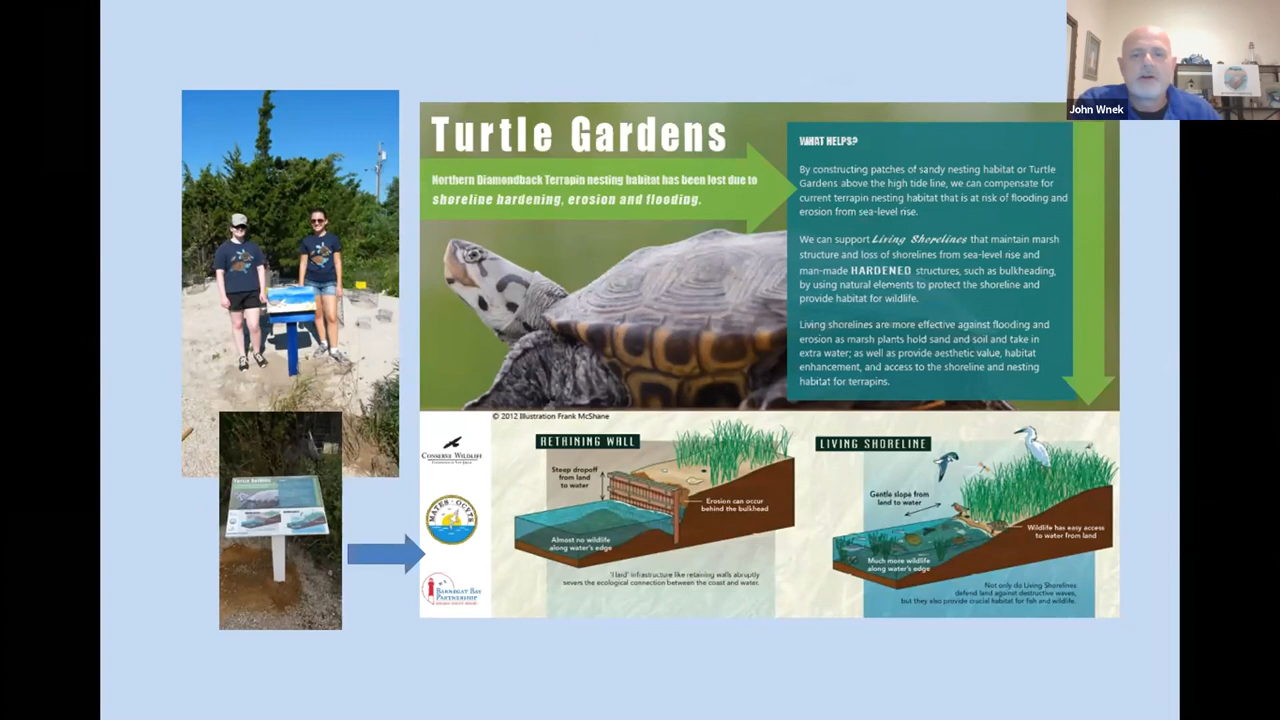 John Wnek
Turtle Gardens
Northern Diamondback Terrapin nesting habitat has been lost due to
shoreline hardening, erosion and flooding.
WHAT HELPS?
By constructing patches of sandy nesting habitat or Turtle
Gardens above the high tide line, we can compensate for
current terrapin nesting habitat that is at risk of flooding and
erosion from sea-level rise.
We can support Living Shorelines that maintain marsh
structure and loss of shorelines from sea-level rise and
man-made HARDENED structures, such as bulkheading,
by using natural elements to protect the shoreline and
provide habitat for wildlife.
Living shorelines are more effective against flooding and
erosion as marsh plants hold sand and soil and take in
extra water; as well as provide aesthetic value, habitat
enhancement, and access to the shoreline and nesting
habitat for terrapins.
© 2012 Illustration Frank McShane
CONSERVE WILDLIFE
MATES OCVTS
BARNEGAT BAY
PARTNERSHIP
RETAINING WALL
Steep dropoff
from land
to water
Erosion can occur
behind the bulkhead
Almost no wildlife
along water's edge
'Hard' infrastructure like retaining walls abruptly
severs the ecological connection between the coast and water.
LIVING SHORELINE
Gentle slope from
land to water
Wildlife has easy access
to water from land
Much more wildlife
along water's edge
Not only do Living Shorelines
defend land against destructive waves,
but they also provide crucial habitat for fish and wildlife.
Turtle Gardens